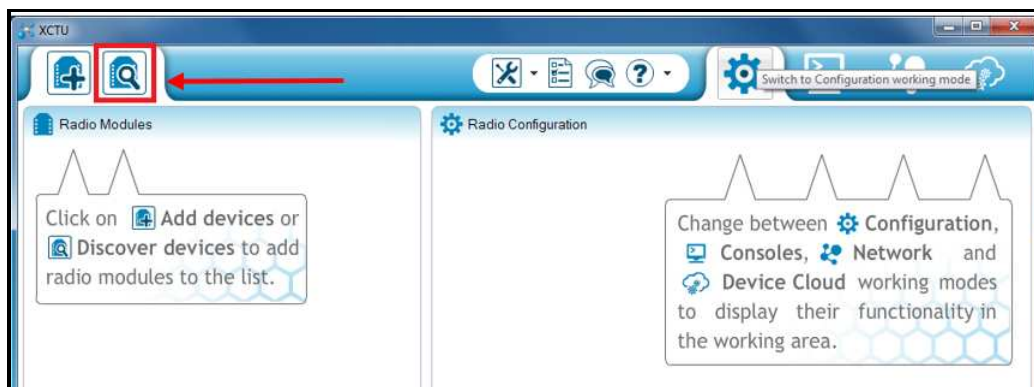 XCTU
Switch to Configuration working mode
Radio Modules
Radio Configuration
Click on Add devices or
Discover devices to add
radio modules to the list.
Change between Configuration,
Consoles, Network and
Device Cloud working modes
to display their functionality in
the working area.